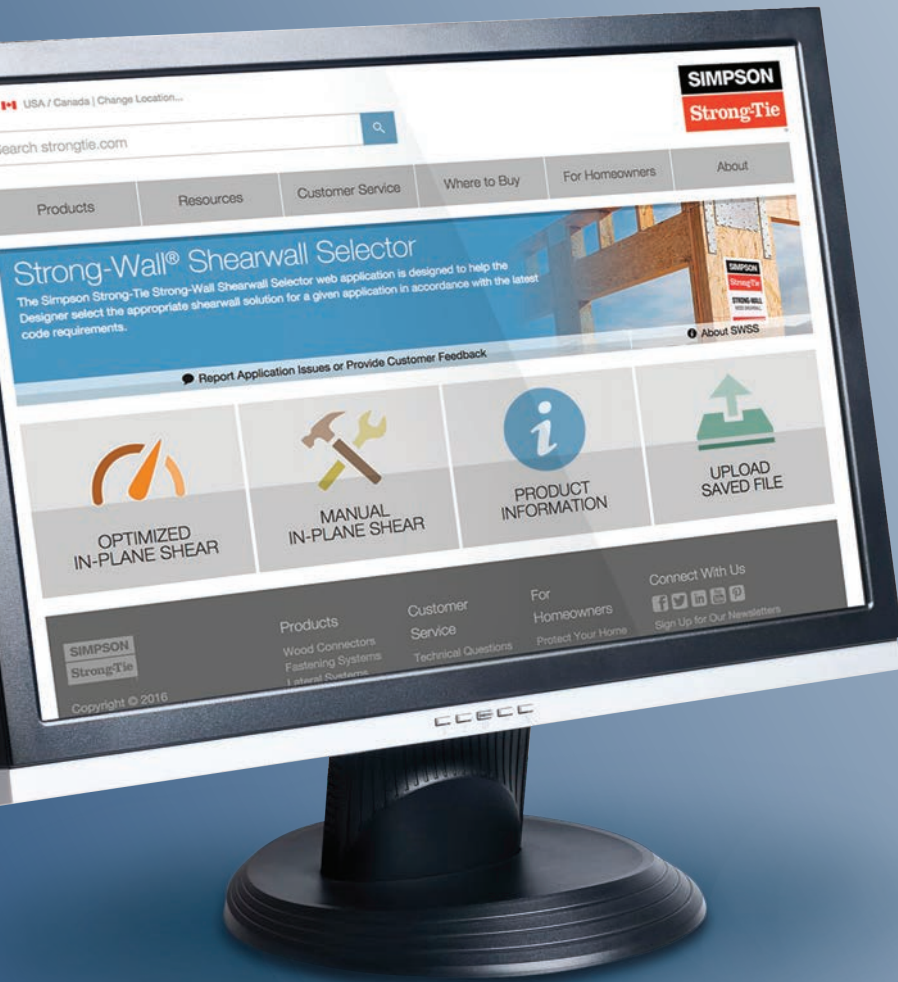 USA / Canada | Change Location...
Search strongtie.com
SIMPSON
Strong-Tie
Products
Resources
Customer Service
Where to Buy
For Homeowners
About
Strong-Wall® Shearwall Selector
The Simpson Strong-Tie Strong-Wall Shearwall Selector web application is designed to help the
Designer select the appropriate shearwall solution for a given application in accordance with the latest
code requirements.
SIMPSON
Strong-Tie
STRONG-WALL
Report Application Issues or Provide Customer Feedback
About SWSS
OPTIMIZED
IN-PLANE SHEAR
MANUAL
IN-PLANE SHEAR
PRODUCT
INFORMATION
UPLOAD
SAVED FILE
SIMPSON
Strong-Tie
Copyright © 2016
Products
Wood Connectors
Fastening Systems
Lateral Systems
Customer
Service
Technical Questions
For
Homeowners
Protect Your Home
Connect With Us
Sign Up for Our Newsletters